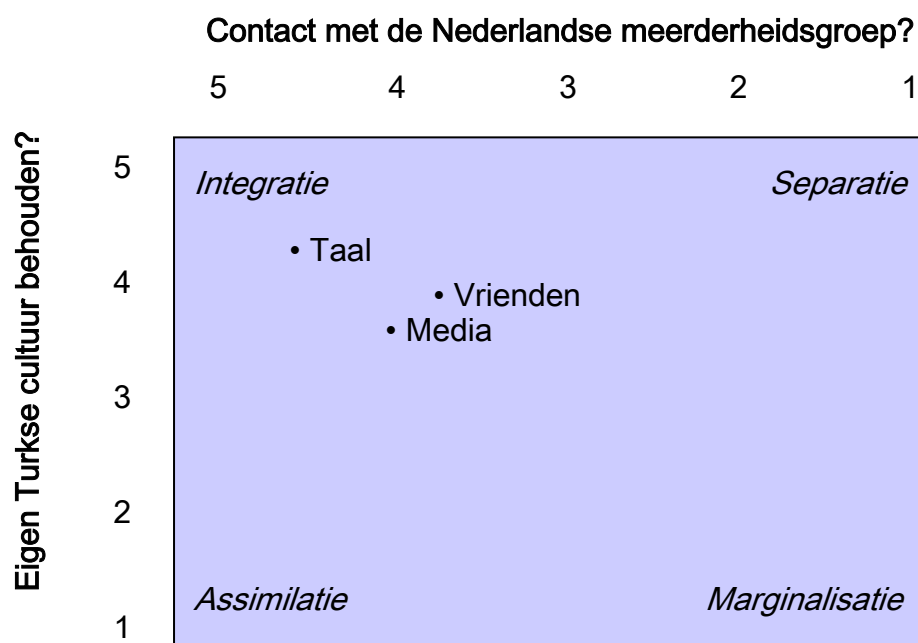 Contact met de Nederlandse meerderheidsgroep?
5 4 3 2 1
Eigen Turkse cultuur behouden?
5
Integratie Separatie
• Taal
4
• Vrienden
• Media
3
2
Assimilatie Marginalisatie
1